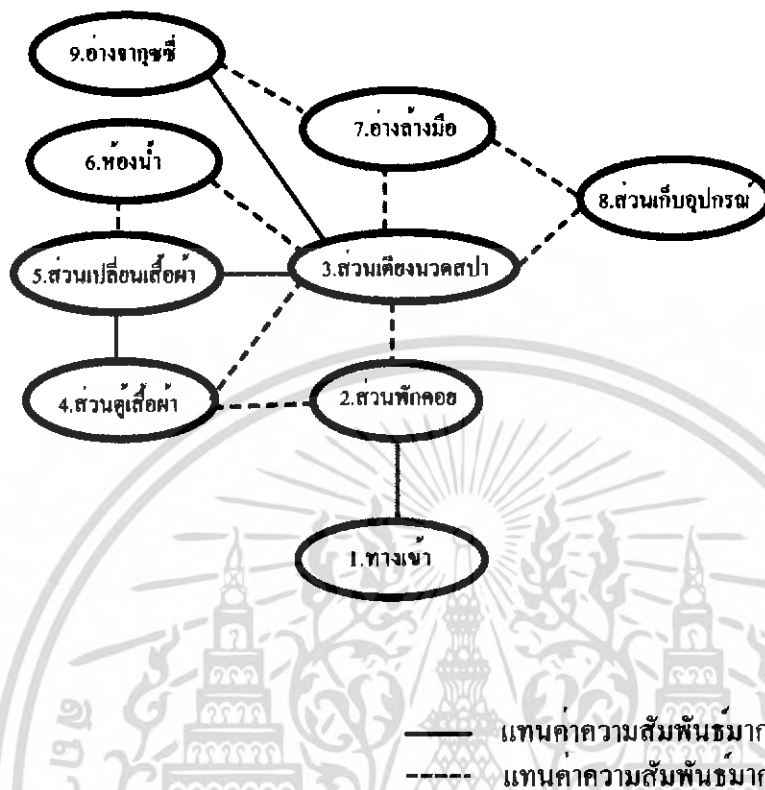 9.อ่างจากุซซี่
7.อ่างล้างมือ
6.ห้องน้ำ
8.ส่วนเก็บอุปกรณ์
5.ส่วนเปลี่ยนเสื้อผ้า
3.ส่วนเตียงนวดสปา
4.ส่วนตู้เสื้อผ้า
2.ส่วนพักคอย
1.ทางเข้า
แทนค่าความสัมพันธ์มาก
แทนค่าความสัมพันธ์มาก